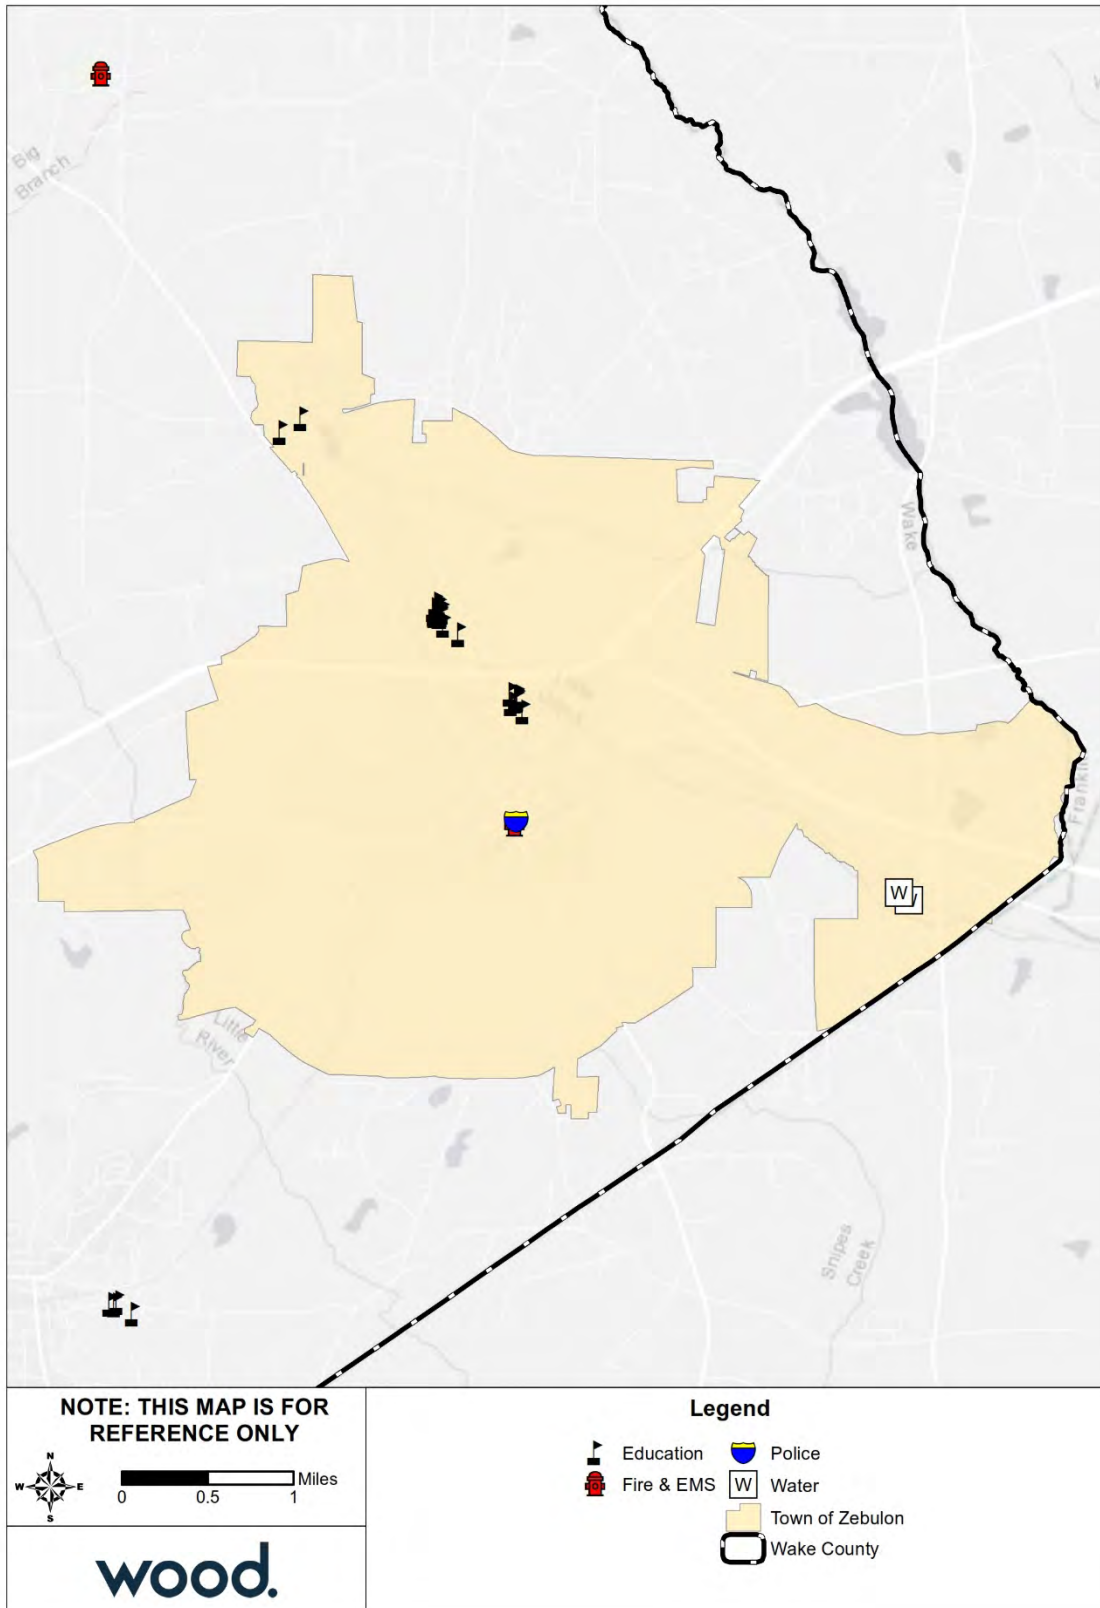 Big
Branch
Wake
Franklin
W
Little
River
Snipes
Creek
NOTE: THIS MAP IS FOR
REFERENCE ONLY
N
W
E
S
Miles
0
0.5
1
wood.
Legend
Education
Police
Fire & EMS
W
Water
Town of Zebulon
Wake County